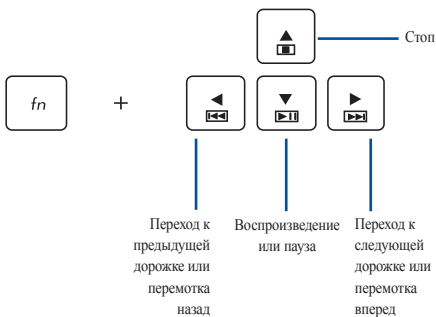 Стоп
fn
+
Переход к
предыдущей
дорожке или
перемотка
назад
Воспроизведение
или пауза
Переход к
следующей
дорожке или
перемотка
вперед